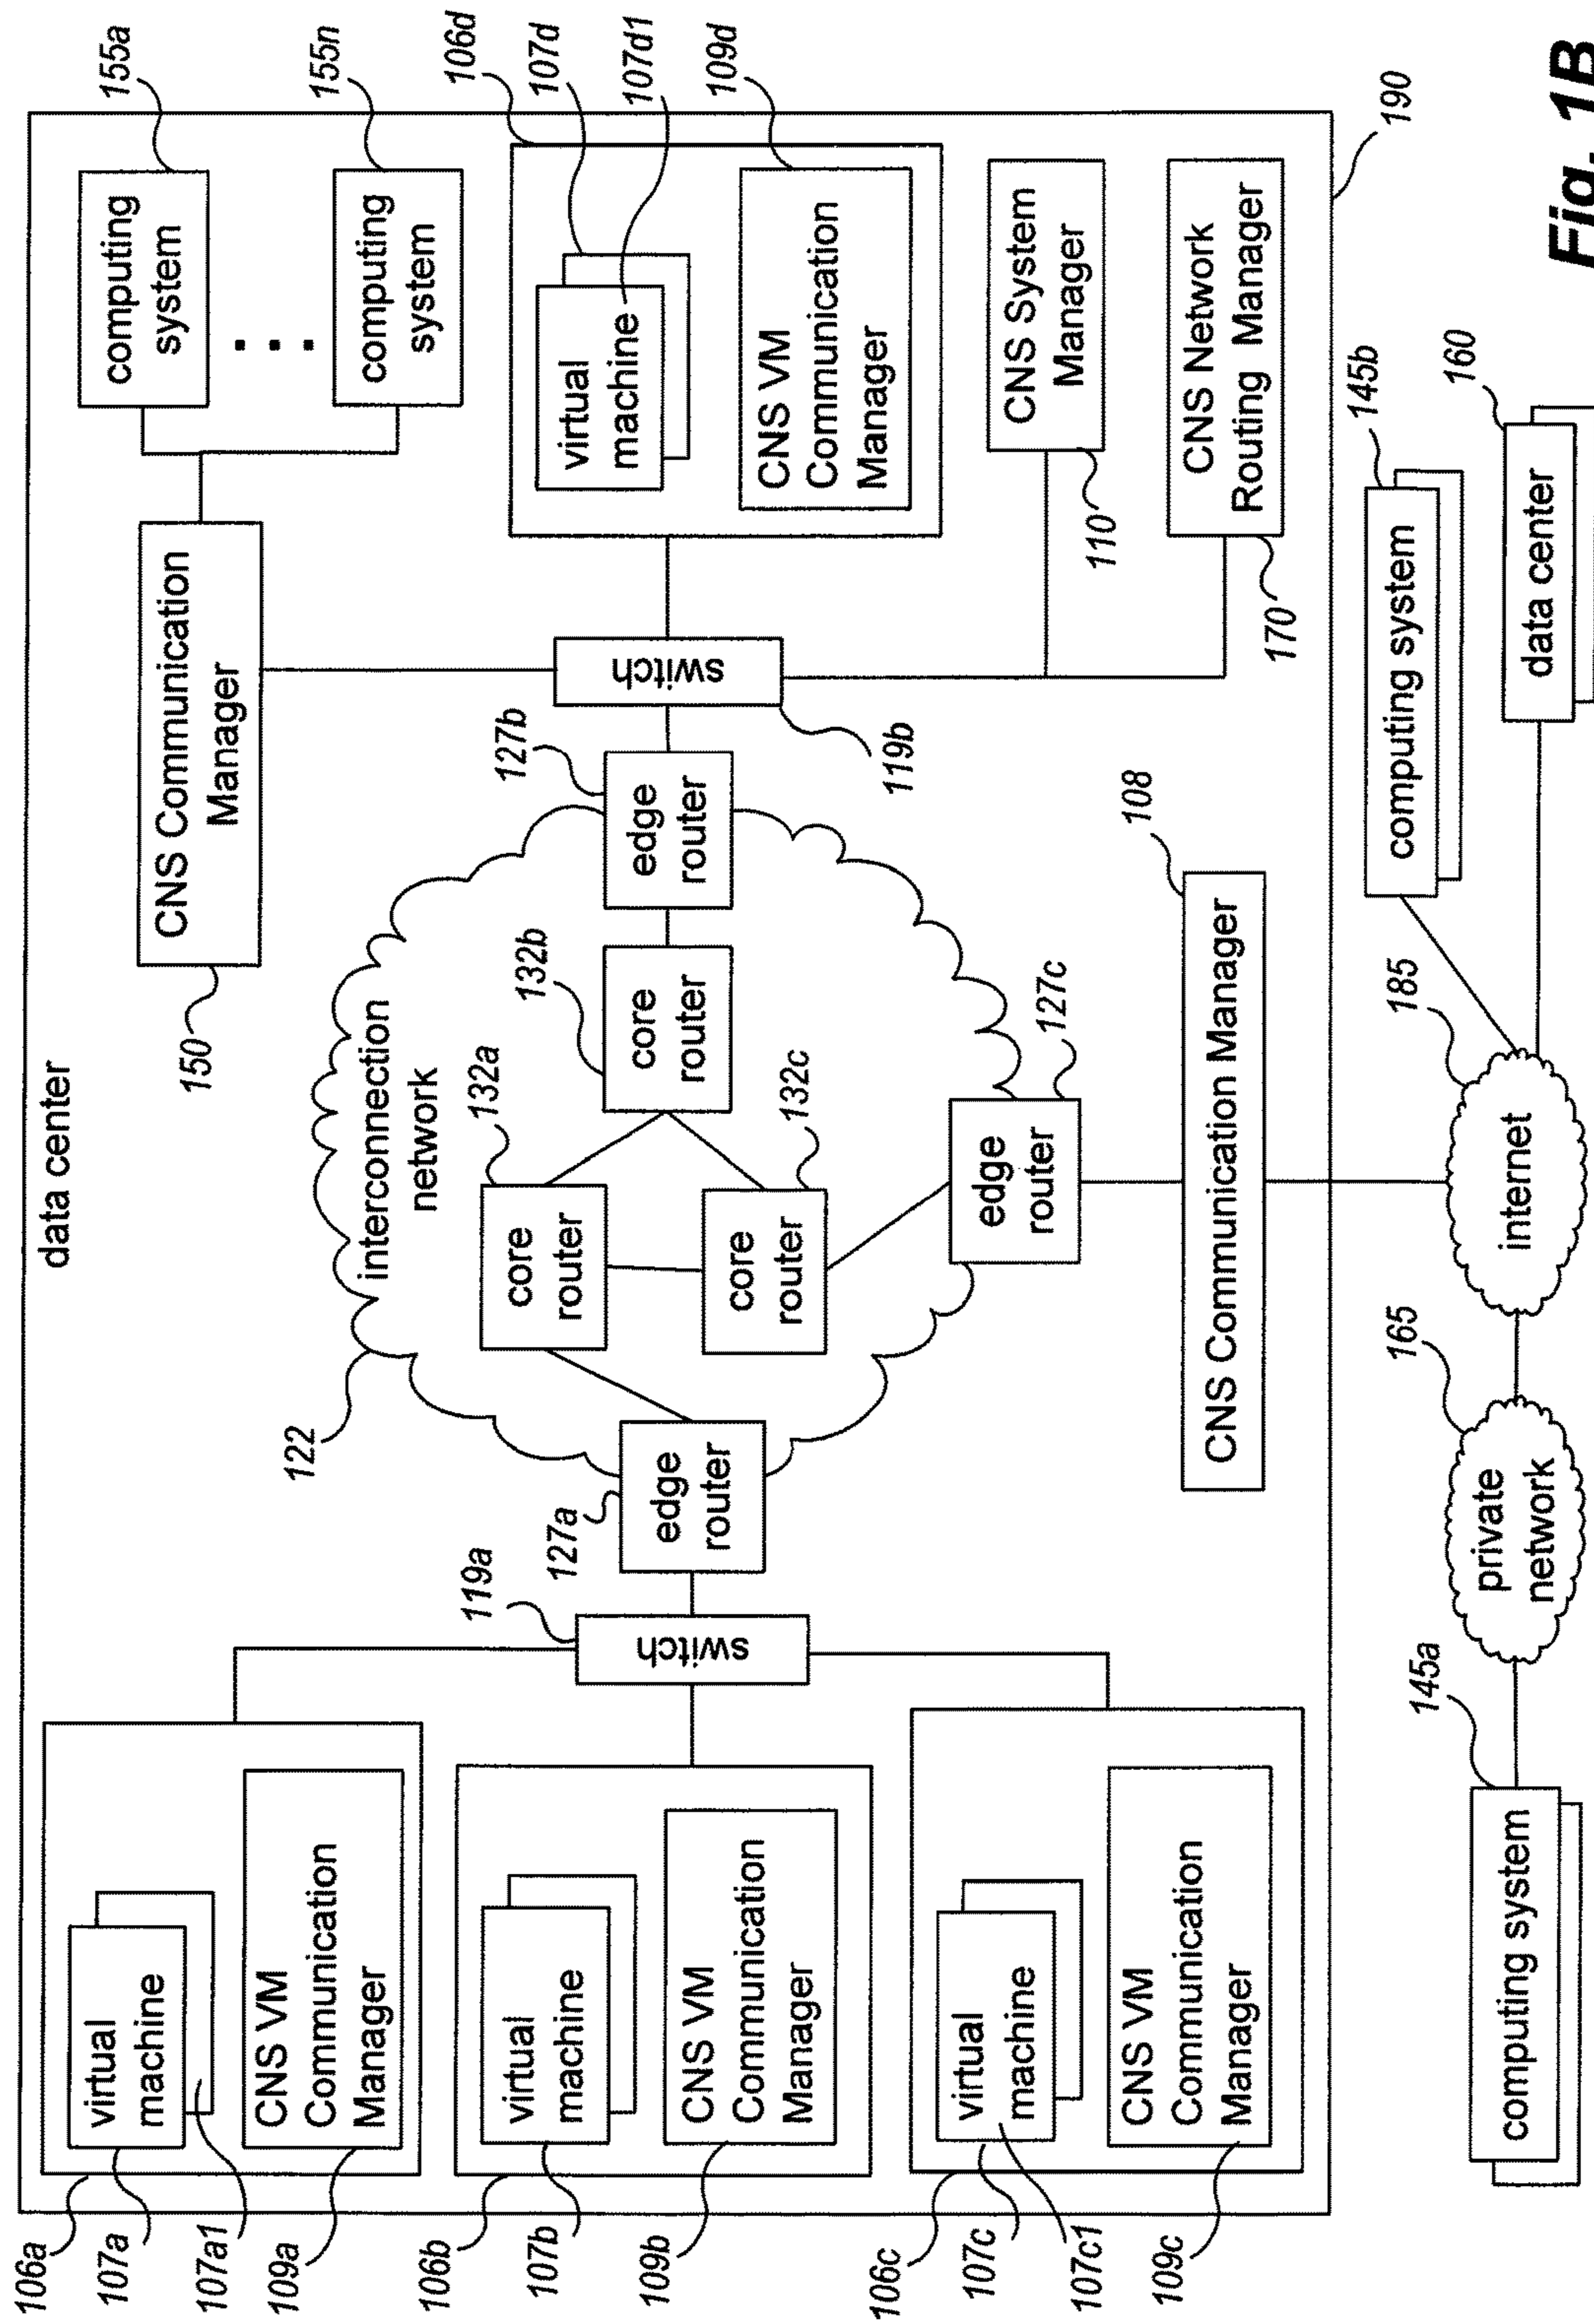 data center
106a
107a
107a1
109a
virtual
machine
CNS VM
Communication
Manager
106b
107b
109b
virtual
machine
CNS VM
Communication
Manager
106c
107c
107c1
109c
virtual
machine
CNS VM
Communication
Manager
119a
switch
127a
edge
router
122
interconnection
network
132a
core
router
132b
core
router
132c
core
router
127b
edge
router
127c
edge
router
119b
switch
150
CNS Communication
Manager
155a
computing
system
. . .
155n
computing
system
106d
107d
107d1
109d
virtual
machine
CNS VM
Communication
Manager
CNS System
Manager
110
CNS Network
Routing Manager
170
108
CNS Communication Manager
190
145a
computing system
165
private
network
185
internet
145b
computing system
160
data center
Fig. 1B